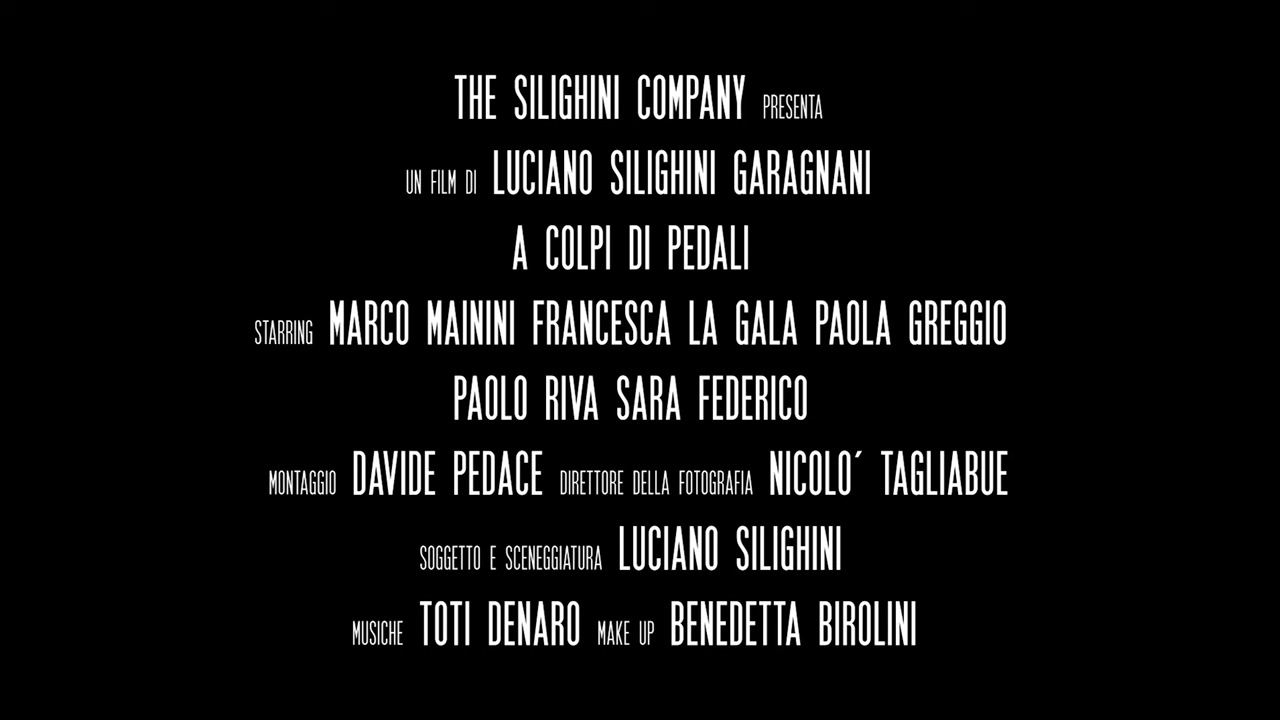 THE SILIGHINI COMPANY PRESENTA
UN FILM DI LUCIANO SILIGHINI GARAGNANI
A COLPI DI PEDALI
STARRING MARCO MAININI FRANCESCA LA GALA PAOLA GREGGIO
PAOLO RIVA SARA FEDERICO
MONTAGGIO DAVIDE PEDACE DIRETTORE DELLA FOTOGRAFIA NICOLO´ TAGLIABUE
SOGGETTO E SCENEGGIATURA LUCIANO SILIGHINI
MUSICHE TOTI DENARO MAKE UP BENEDETTA BIROLINI